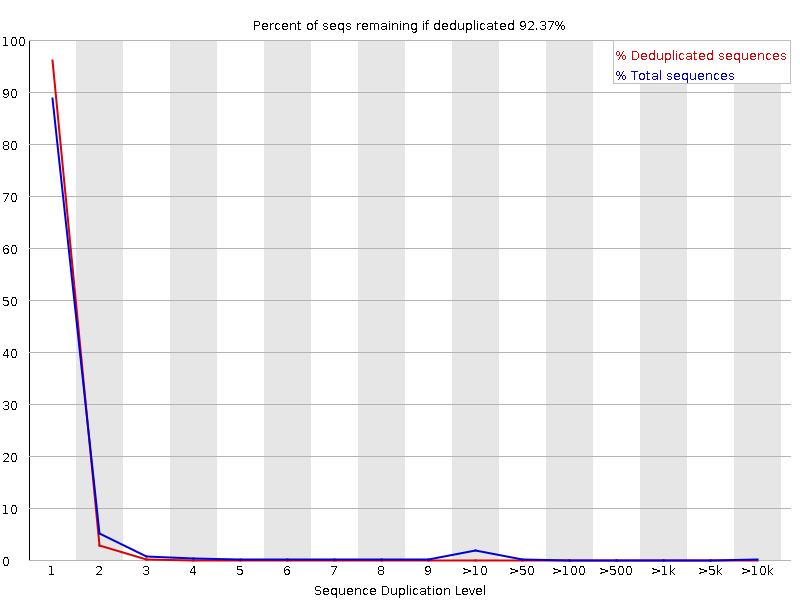 Percent of seqs remaining if deduplicated 92.37%
% Deduplicated sequences
% Total sequences
100
90
80
70
60
50
40
30
20
10
0
1 2 3 4 5 6 7 8 9 >10 >50 >100 >500 >1k >5k >10k
Sequence Duplication Level